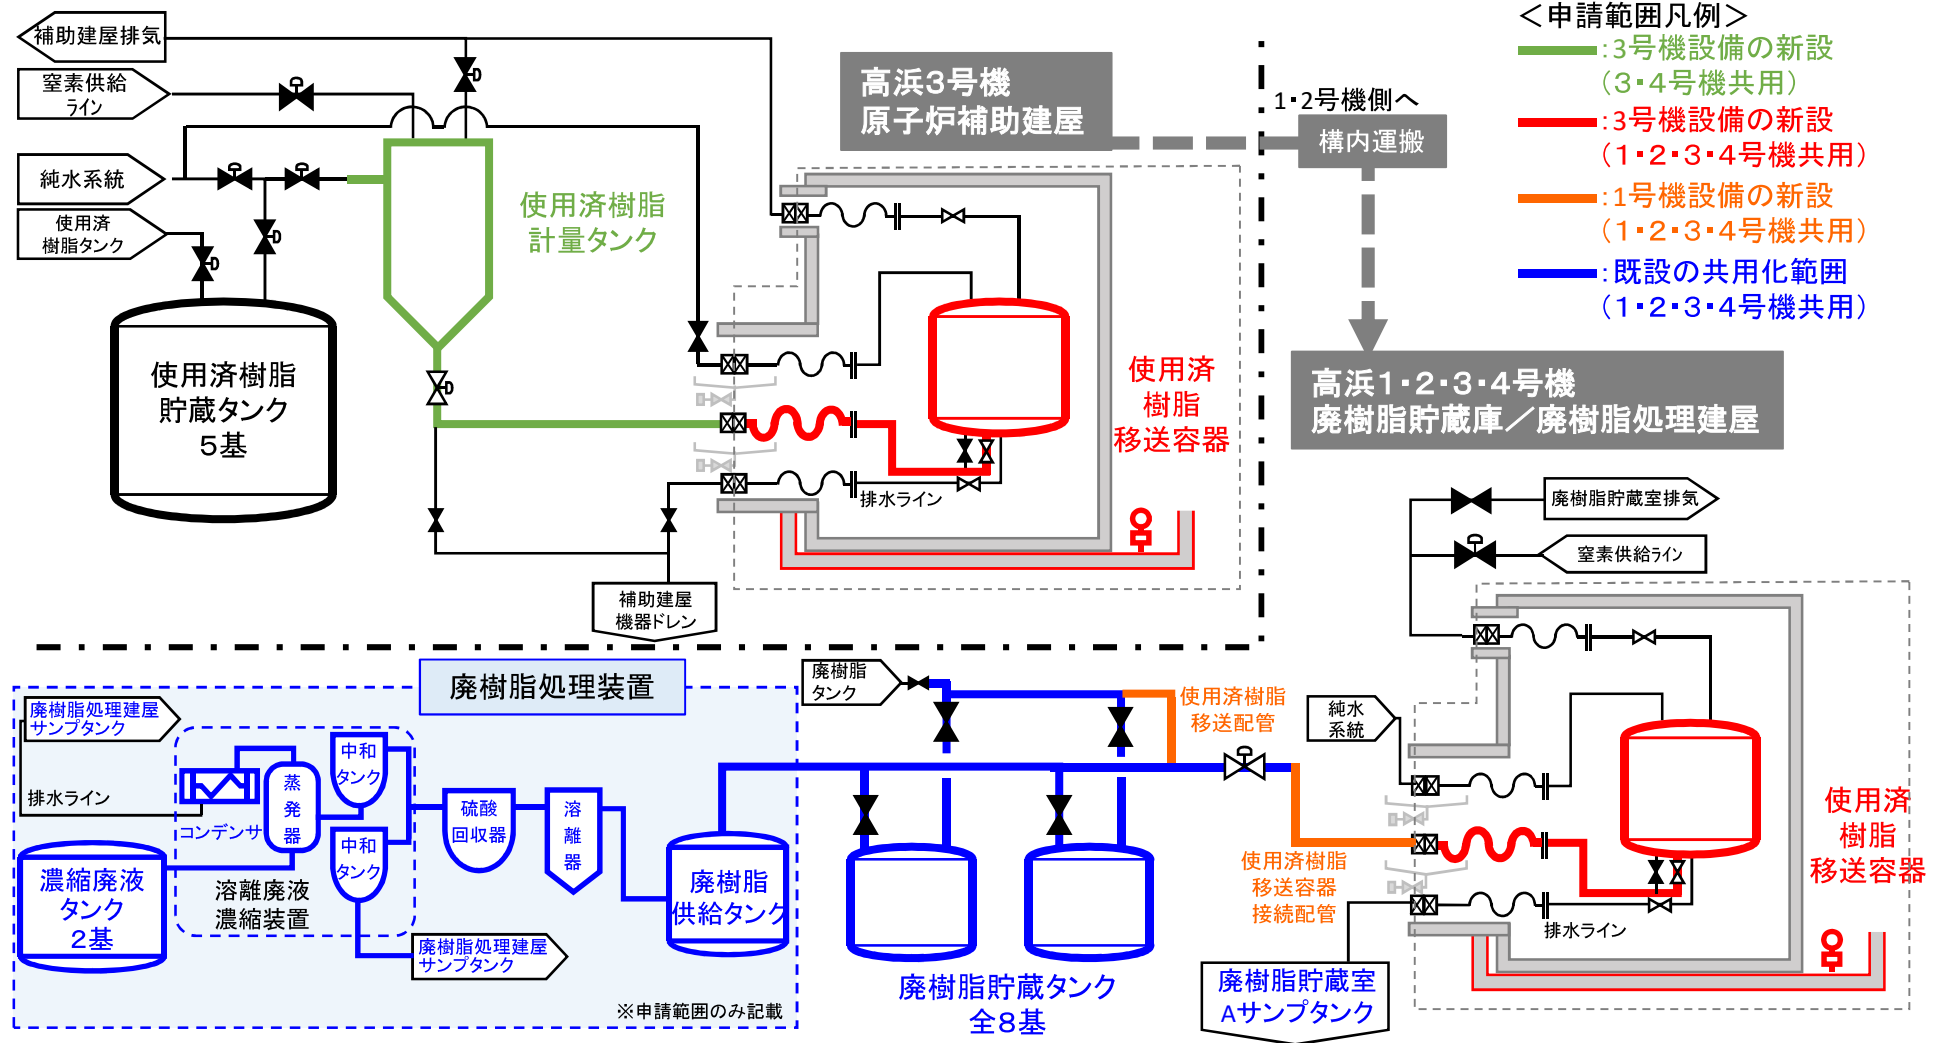 補助建屋排気
窒素供給
ライン
純水系統
使用済
樹脂タンク
使用済樹脂
貯蔵タンク
5基
使用済樹脂
計量タンク
高浜3号機
原子炉補助建屋
1・2号機側へ
構内運搬
使用済
樹脂
移送容器
排水ライン
補助建屋
機器ドレン
＜申請範囲凡例＞
:3号機設備の新設
（3・4号機共用）
:3号機設備の新設
（1・2・3・4号機共用）
:1号機設備の新設
（1・2・3・4号機共用）
:既設の共用化範囲
（1・2・3・4号機共用）
高浜1・2・3・4号機
廃樹脂貯蔵庫／廃樹脂処理建屋
廃樹脂貯蔵室排気
窒素供給ライン
純水
系統
使用済
樹脂
移送容器
排水ライン
廃樹脂貯蔵室
Aサンプタンク
使用済樹脂
移送配管
使用済樹脂
移送容器
接続配管
廃樹脂
タンク
廃樹脂貯蔵タンク
全8基
廃樹脂処理装置
廃樹脂処理建屋
サンプタンク
排水ライン
コンデンサ
蒸
発
器
中和
タンク
中和
タンク
硫酸
回収器
溶
離
器
廃樹脂
供給タンク
濃縮廃液
タンク
2基
溶離廃液
濃縮装置
廃樹脂処理建屋
サンプタンク
※申請範囲のみ記載